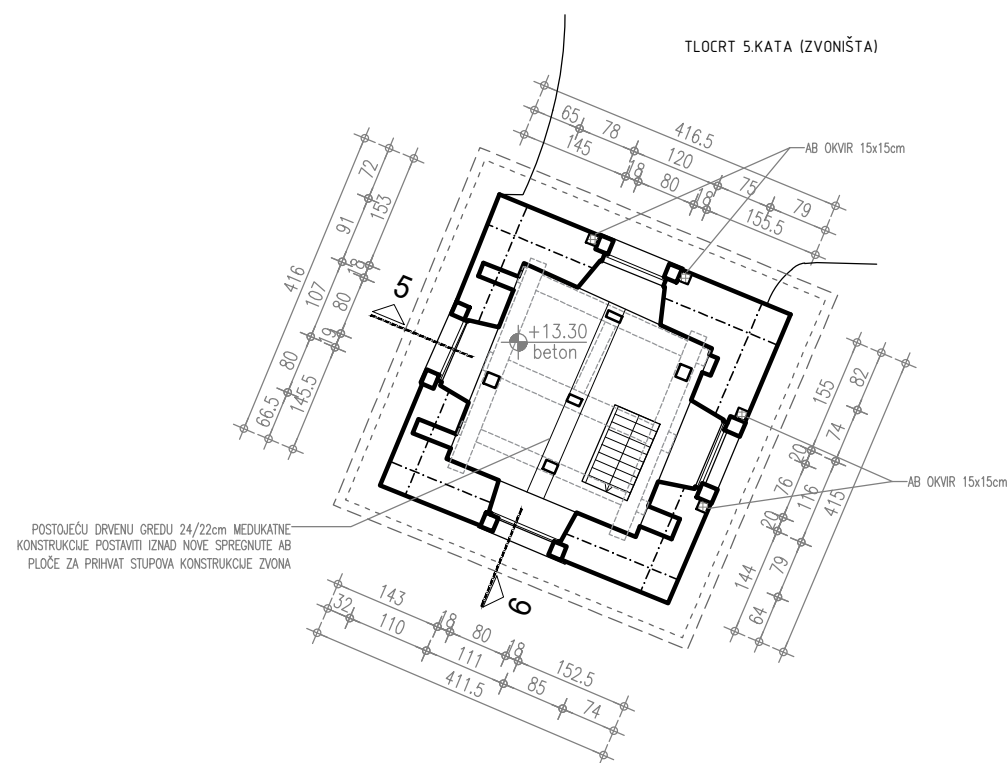 TLOCRT 5.KATA (ZVONIŠTA)
416.5
65 78 120 75 79
145 18 80 18 155.5
AB OKVIR 15x15cm
416
72 91 107 80 66.5
153 18 80 19 145.5
5
+13.30
beton
155 20 76 20 144
82 74 116 79 64
415
AB OKVIR 15x15cm
POSTOJEĆU DRVENU GREDU 24/22cm MEĐUKATNE
KONSTRUKCIJE POSTAVITI IZNAD NOVE SPREGNUTE AB
PLOČE ZA PRIHVAT STUPOVA KONSTRUKCIJE ZVONA
6
143 18 80 18 152.5
32 110 111 85 74
411.5